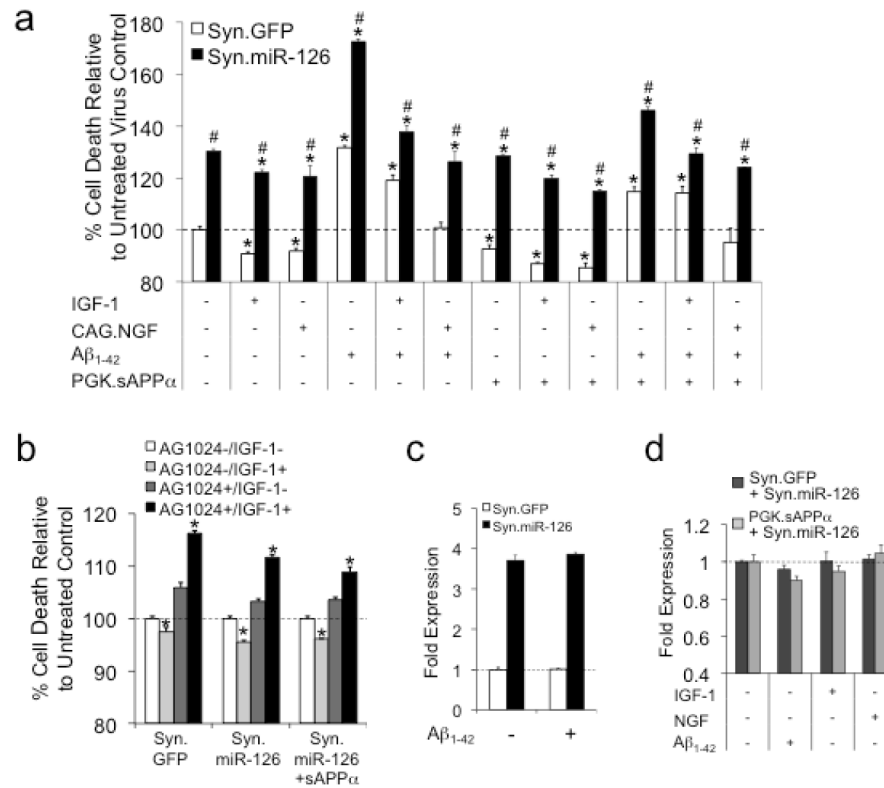 a
Syn.GFP
Syn.miR-126
% Cell Death Relative
to Untreated Virus Control
180
160
140
120
100
80
# #* #* * #* * #* #* * #* * #* * #* * #* * #* * #*
IGF-1 - + - - + - - + - - + -
CAG.NGF - - + - - + - - + - - +
Aβ1-42 - - - + + + - - - + + +
PGK.sAPPα - - - - - - + + + + + +
b
AG1024-/IGF-1-
AG1024-/IGF-1+
AG1024+/IGF-1-
AG1024+/IGF-1+
% Cell Death Relative
to Untreated Control
120
110
100
90
80
* * * * * *
Syn. GFP
Syn. miR-126
Syn. miR-126 +sAPPα
c
Syn.GFP
Syn.miR-126
Fold Expression
5
4
3
2
1
0
Aβ1-42 - +
d
Syn.GFP
+ Syn.miR-126
PGK.sAPPα
+ Syn.miR-126
Fold Expression
1.2
1
0.8
0.6
0.4
IGF-1 - - + -
NGF - - - +
Aβ1-42 - + - -